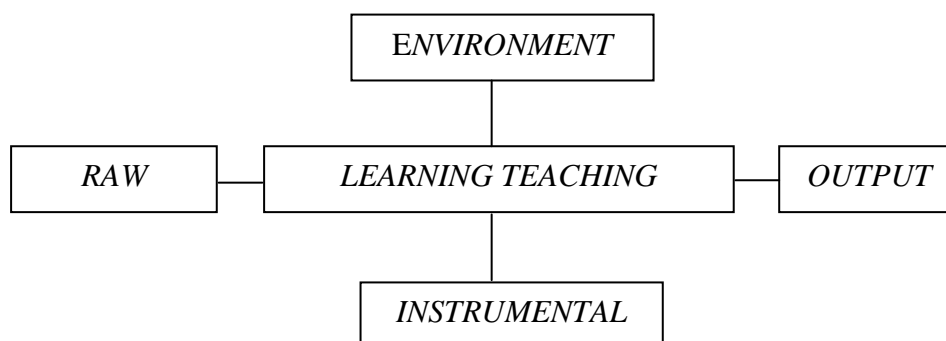 ENVIRONMENT
RAW LEARNING TEACHING OUTPUT
INSTRUMENTAL